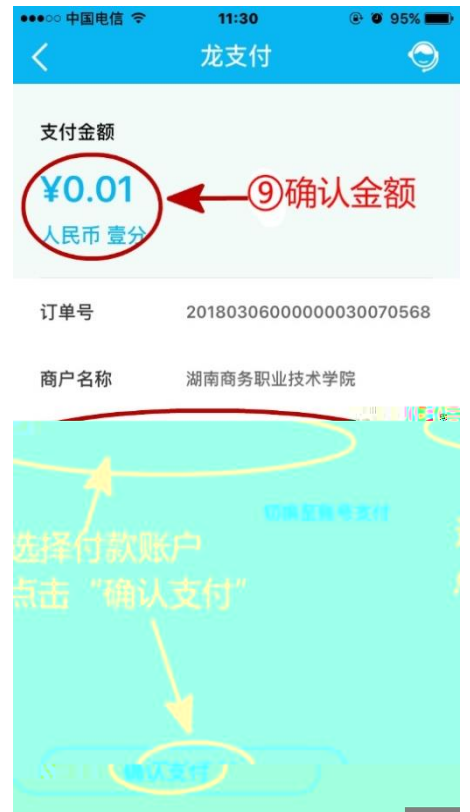 中国电信 11:30 95%
龙支付
支付金额
¥0.01
⑨确认金额
人民币 壹分
订单号 20180306000000030070568
商户名称 湖南商务职业技术学院
切换至账号支付
选择付款账户
点击“确认支付”
确认支付